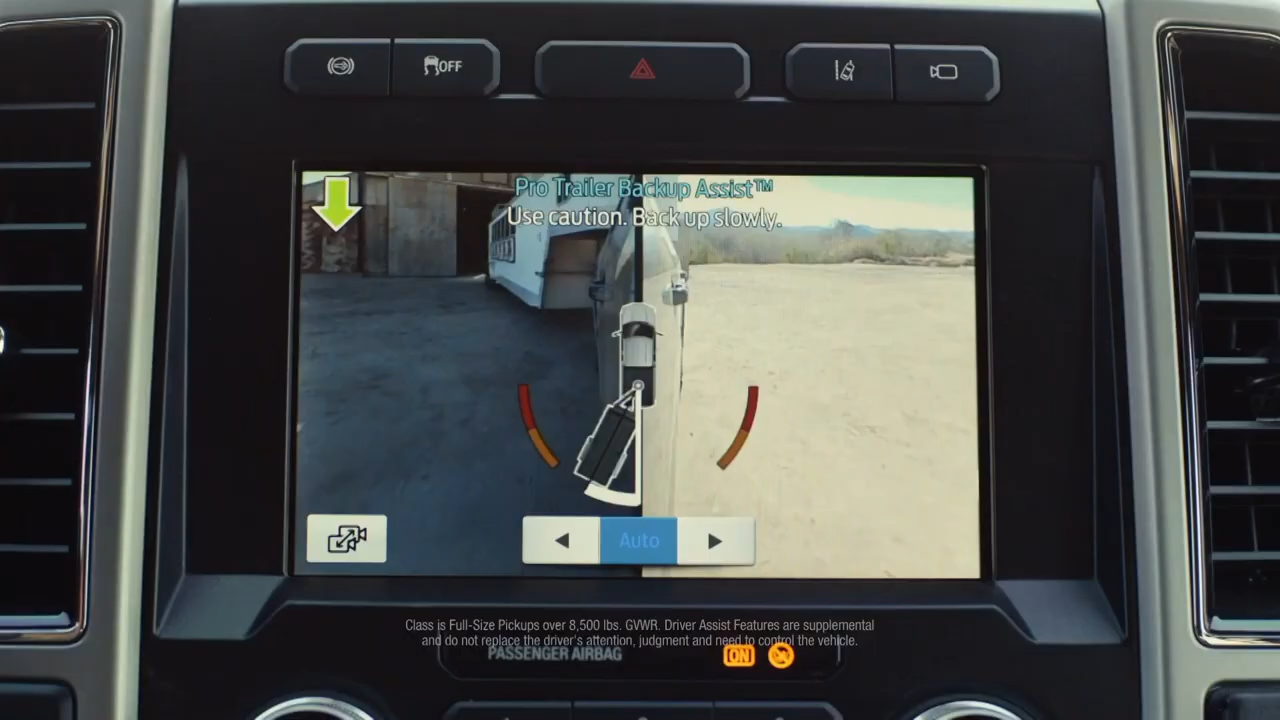 OFF
Pro Trailer Backup Assist™
Use caution. Back up slowly.
Auto
Class is Full-Size Pickups over 8,500 lbs. GVWR. Driver Assist Features are supplemental
and do not replace the driver's attention, judgment and need to control the vehicle.
PASSENGER AIRBAG ON